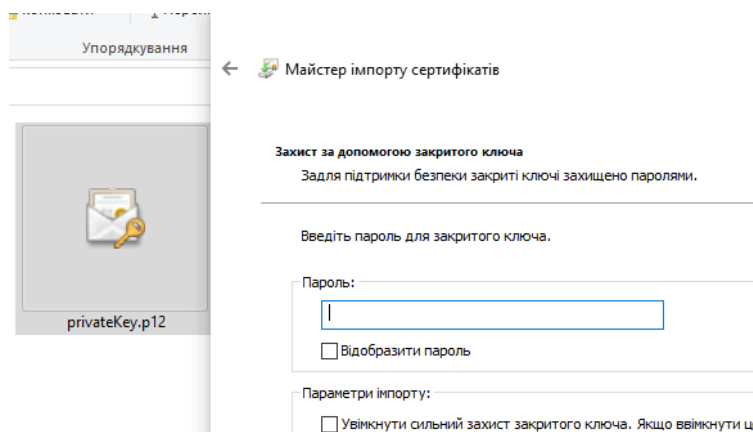 Упорядкування
Майстер імпорту сертифікатів
Захист за допомогою закритого ключа
Задля підтримки безпеки закриті ключі захищено паролями.
Введіть пароль для закритого ключа.
Пароль:
Відобразити пароль
privateKey.p12
Параметри імпорту:
Увімкнути сильний захист закритого ключа. Якщо ввімкнути